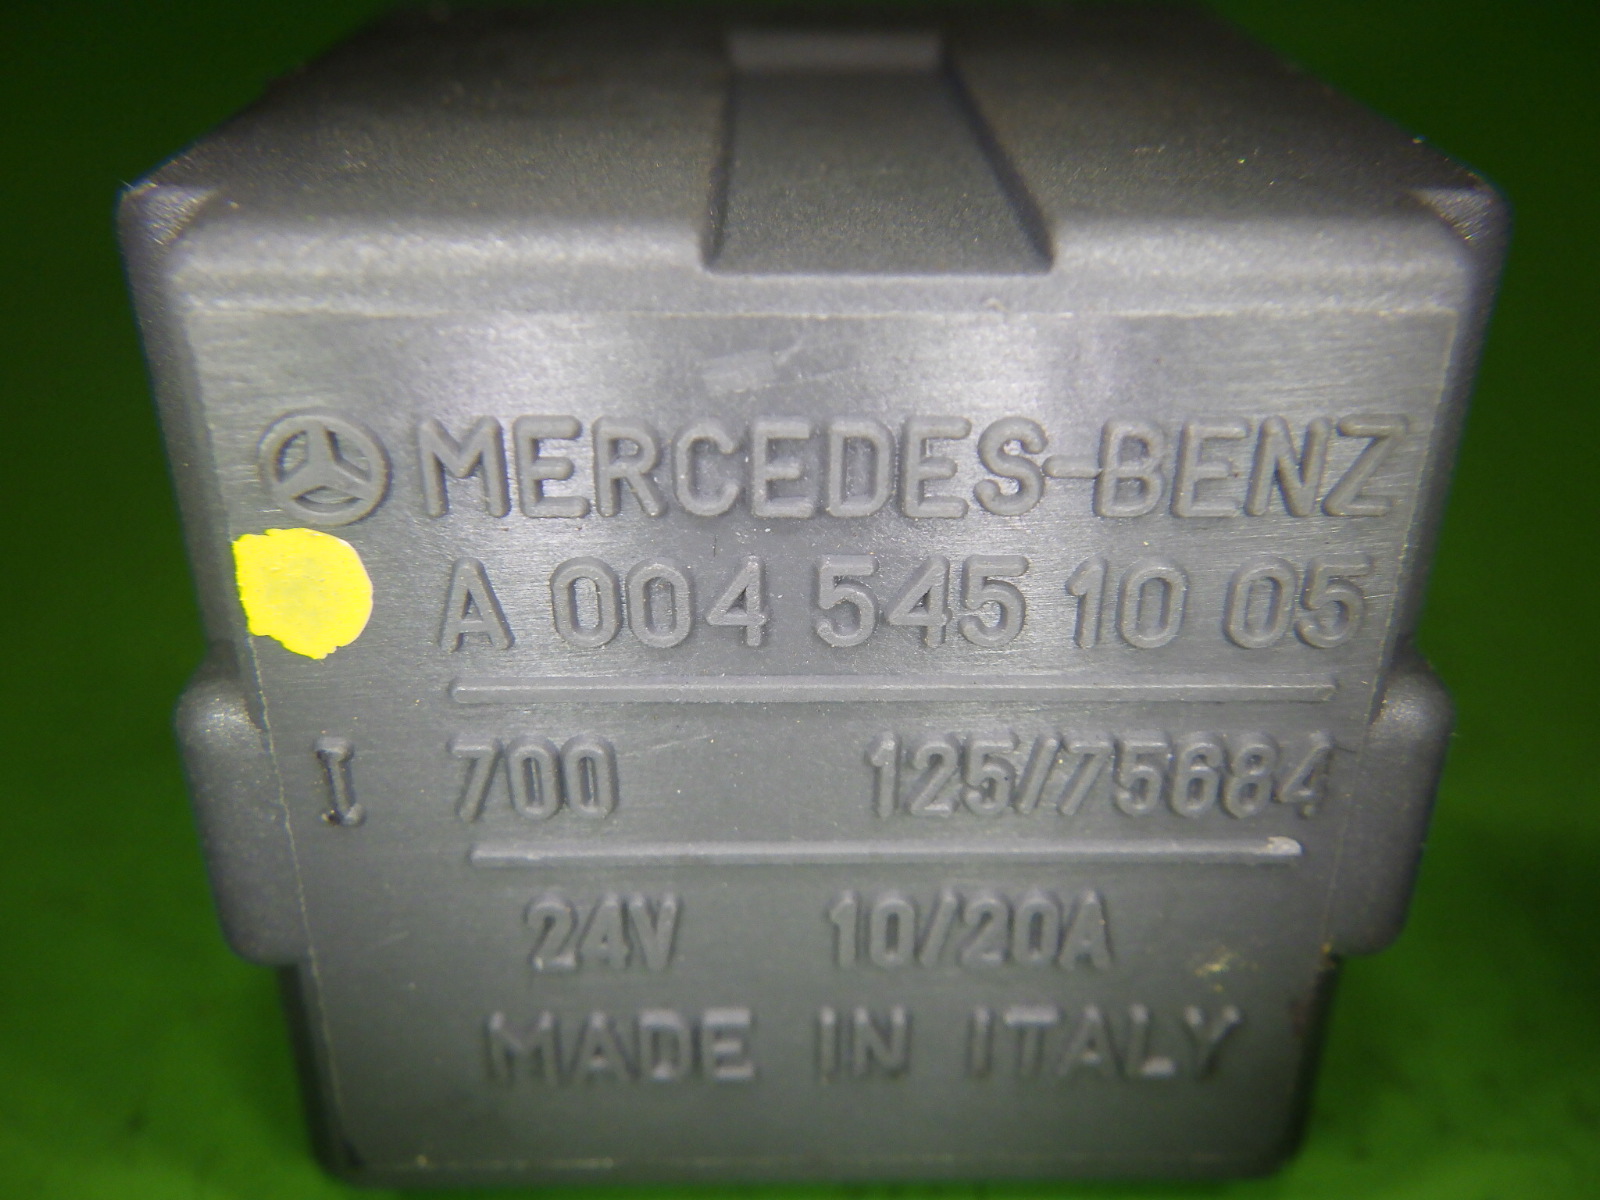 MERCEDES-BENZ
A 004 545 10 05
I 700 125/75684
24V 10/20A
MADE IN ITALY